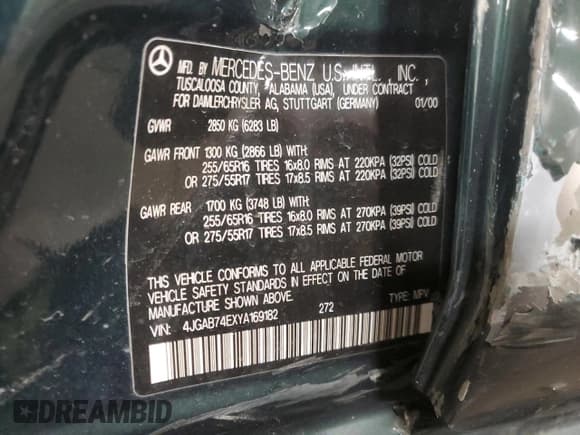 MFD. BY MERCEDES-BENZ U.S. INTL. , INC. ,
TUSCALOOSA COUNTY, ALABAMA (USA), UNDER CONTRACT
FOR DAIMLERCHRYSLER AG, STUTTGART (GERMANY) 01/00
GVWR 2850 KG (6283 LB)
GAWR FRONT 1300 KG (2866 LB) WITH:
255/65R16 TIRES 16x8.0 RIMS AT 220KPA (32PSI) COLD
OR 275/55R17 TIRES 17x8.5 RIMS AT 220KPA (32PSI) COLD
GAWR REAR 1700 KG (3748 LB) WITH:
255/65R16 TIRES 16x8.0 RIMS AT 270KPA (39PSI) COLD
OR 275/55R17 TIRES 17x8.5 RIMS AT 270KPA (39PSI) COLD
THIS VEHICLE CONFORMS TO ALL APPLICABLE FEDERAL MOTOR
VEHICLE SAFETY STANDARDS IN EFFECT ON THE DATE OF
MANUFACTURE SHOWN ABOVE.
VIN: 4JGAB74EXYA169182 272 TYPE: MPV
DREAMBID